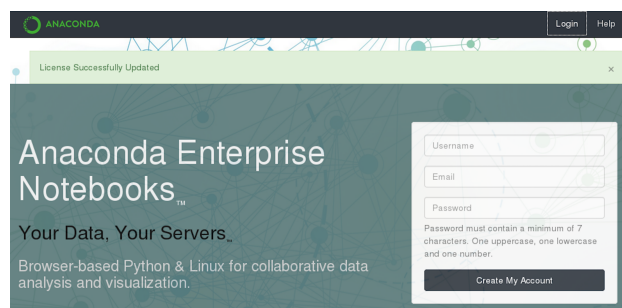 ANACONDA
Login Help
License Successfully Updated ×
Anaconda Enterprise
Notebooks™
Your Data, Your Servers
Browser-based Python & Linux for collaborative data
analysis and visualization.
Username
Email
Password
Password must contain a minimum of 7
characters. One uppercase, one lowercase
and one number.
Create My Account